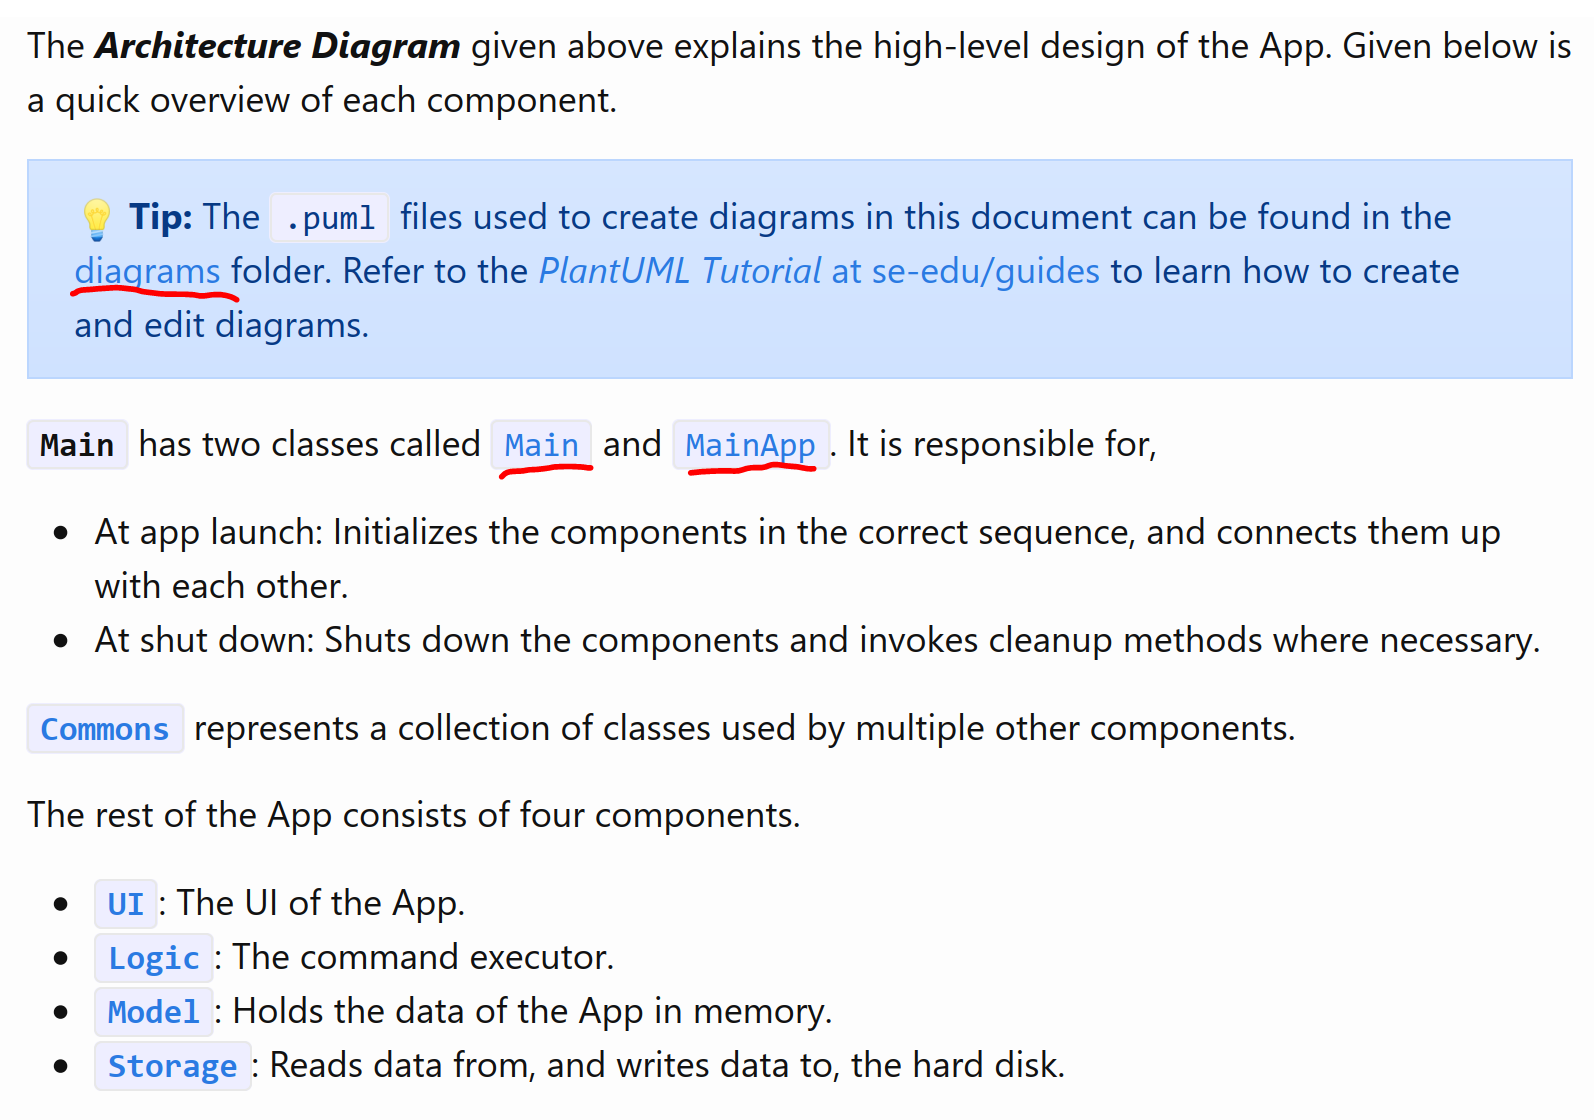 The Architecture Diagram given above explains the high-level design of the App. Given below is
a quick overview of each component.
Tip: The .puml files used to create diagrams in this document can be found in the
diagrams folder. Refer to the PlantUML Tutorial at se-edu/guides to learn how to create
and edit diagrams.
Main has two classes called Main and MainApp. It is responsible for,
• At app launch: Initializes the components in the correct sequence, and connects them up
with each other.
• At shut down: Shuts down the components and invokes cleanup methods where necessary.
Commons represents a collection of classes used by multiple other components.
The rest of the App consists of four components.
• UI: The UI of the App.
• Logic: The command executor.
• Model: Holds the data of the App in memory.
• Storage: Reads data from, and writes data to, the hard disk.